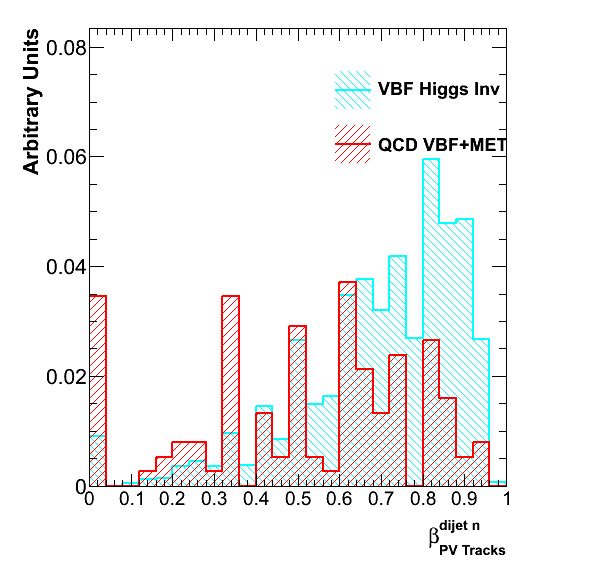 Arbitrary Units
0.08
0.06
0.04
0.02
0
VBF Higgs Inv
QCD VBF+MET
0 0.1 0.2 0.3 0.4 0.5 0.6 0.7 0.8 0.9 1
β dijet n
PV Tracks